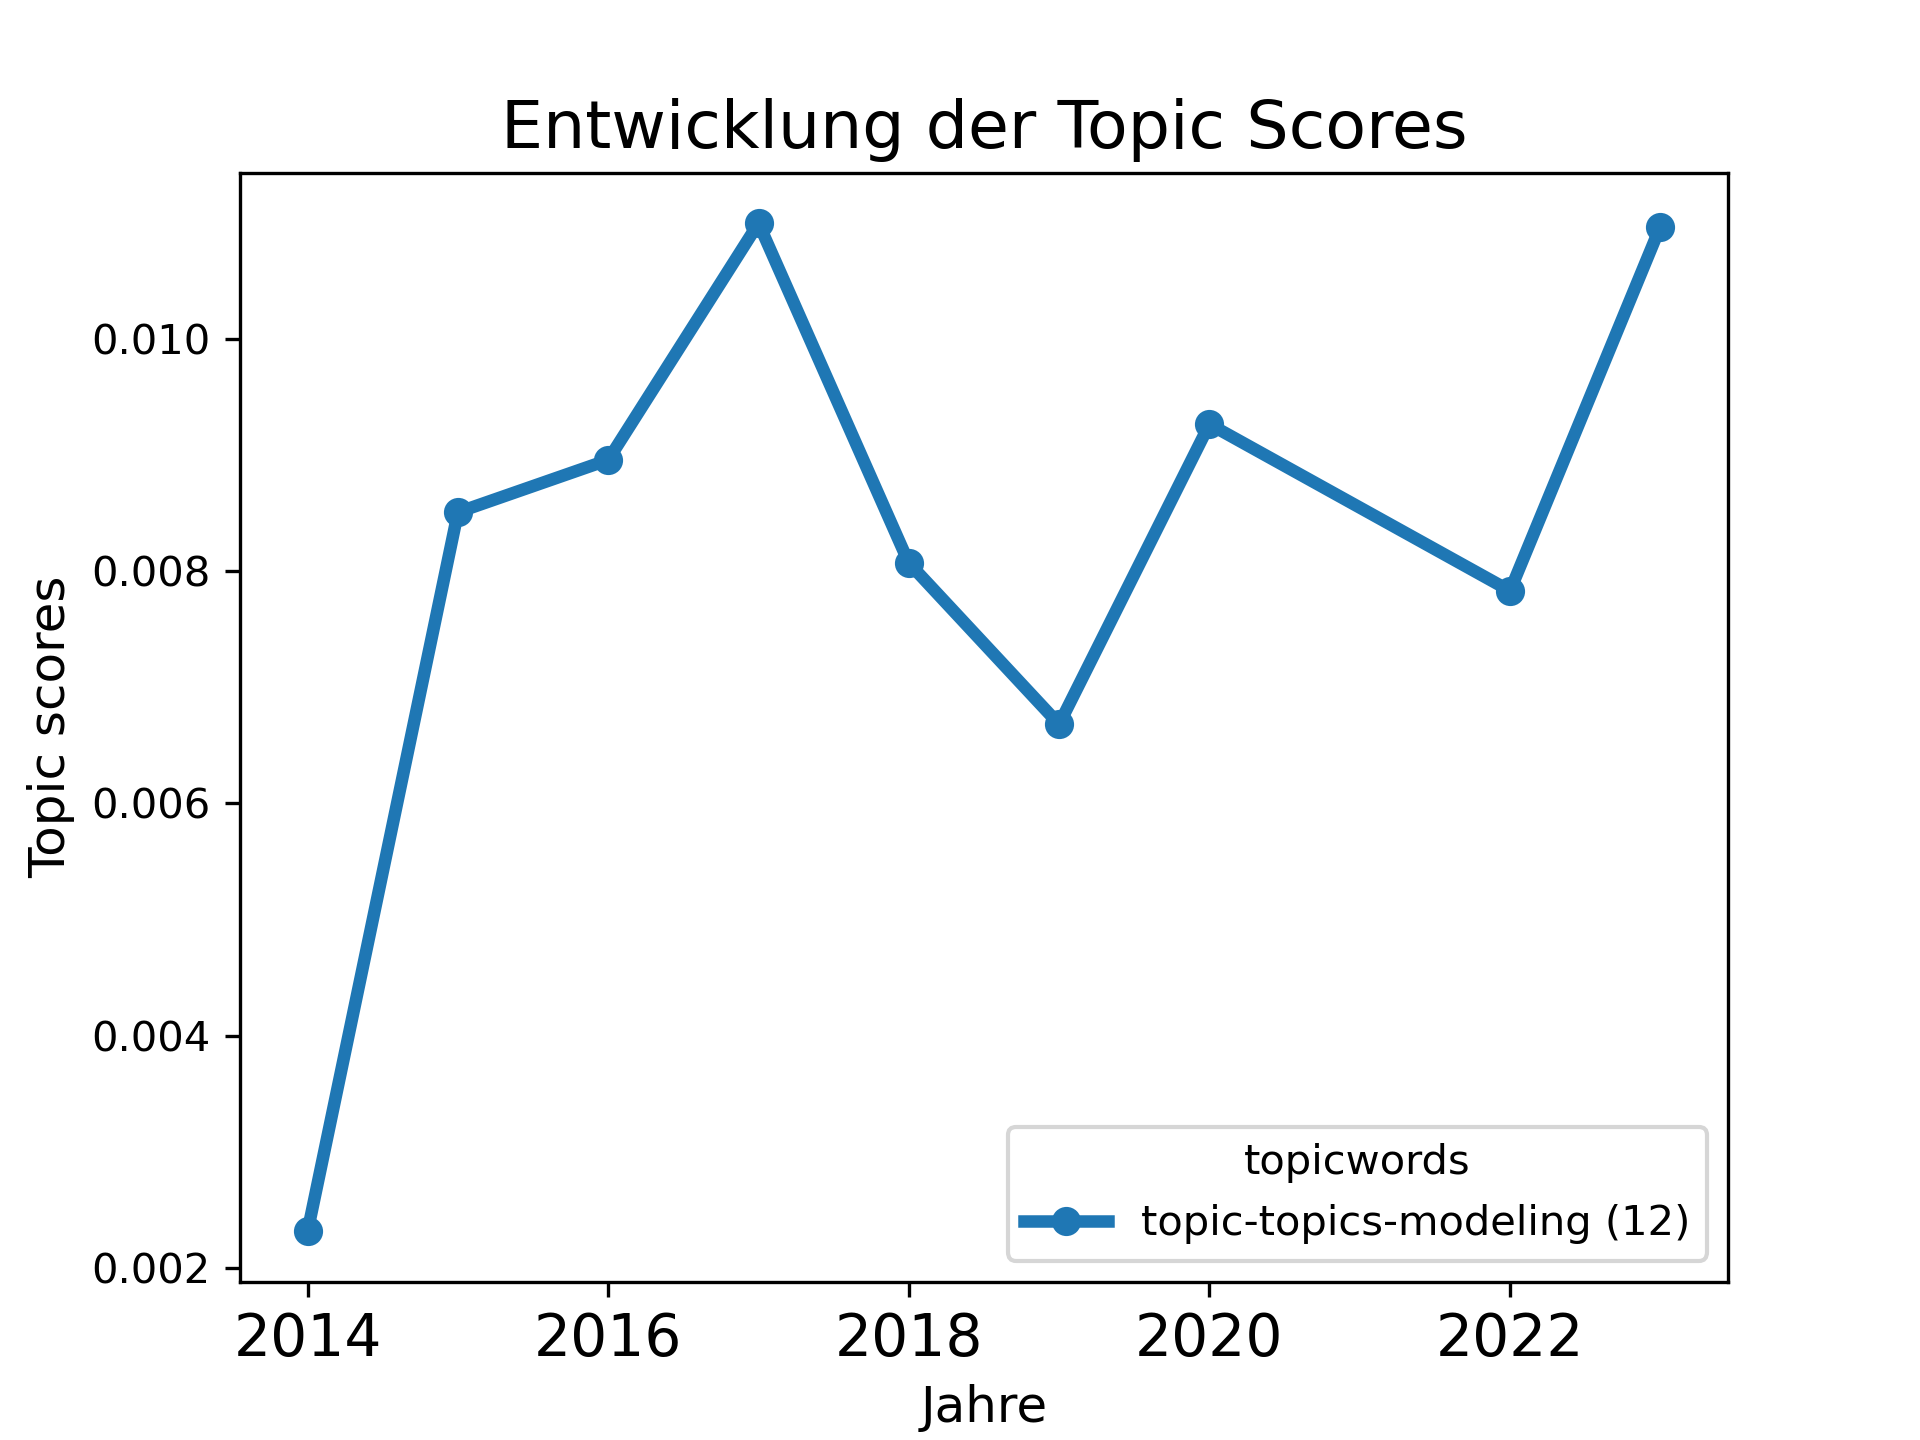 Entwicklung der Topic Scores
Topic scores
0.010
0.008
0.006
0.004
0.002
topicwords
topic-topics-modeling (12)
2014 2016 2018 2020 2022
Jahre